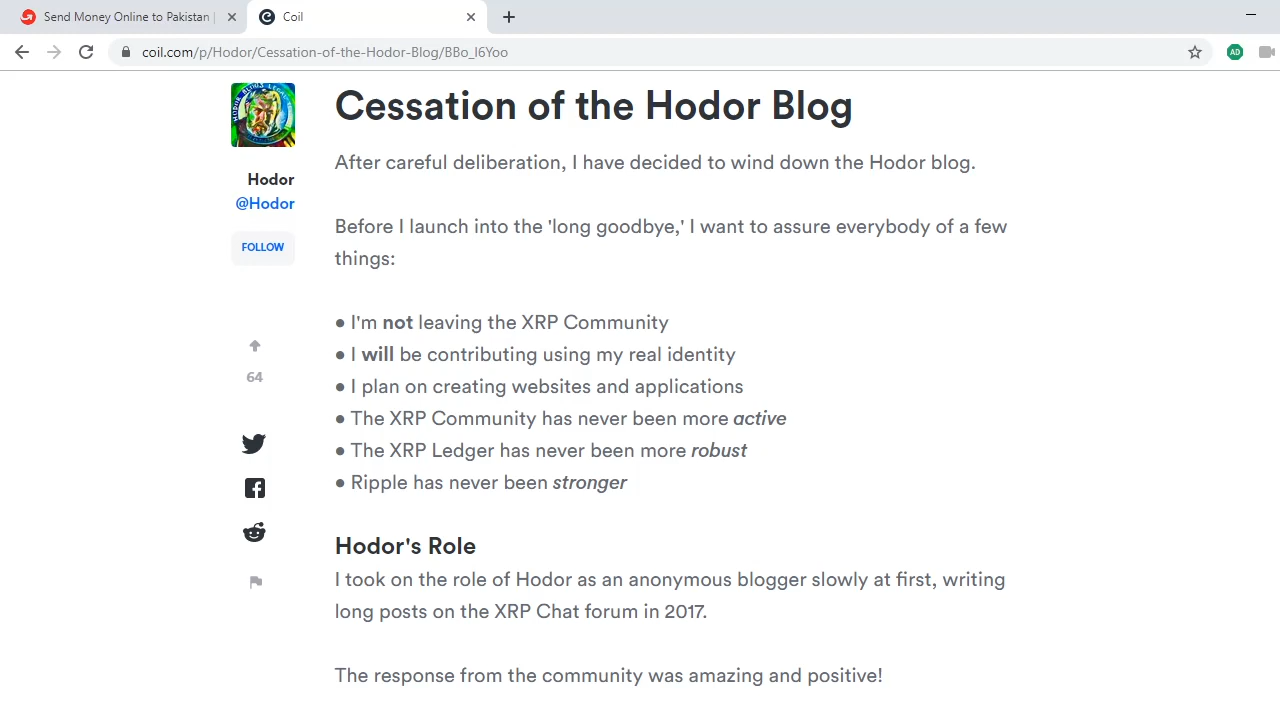 Send Money Online to Pakistan |
Coil
coil.com/p/Hodor/Cessation-of-the-Hodor-Blog/BBo_I6Yoo
AD
Hodor
@Hodor
FOLLOW
64
Cessation of the Hodor Blog
After careful deliberation, I have decided to wind down the Hodor blog.
Before I launch into the 'long goodbye,' I want to assure everybody of a few
things:
● I'm not leaving the XRP Community
● I will be contributing using my real identity
● I plan on creating websites and applications
● The XRP Community has never been more active
● The XRP Ledger has never been more robust
● Ripple has never been stronger
Hodor's Role
I took on the role of Hodor as an anonymous blogger slowly at first, writing
long posts on the XRP Chat forum in 2017.
The response from the community was amazing and positive!